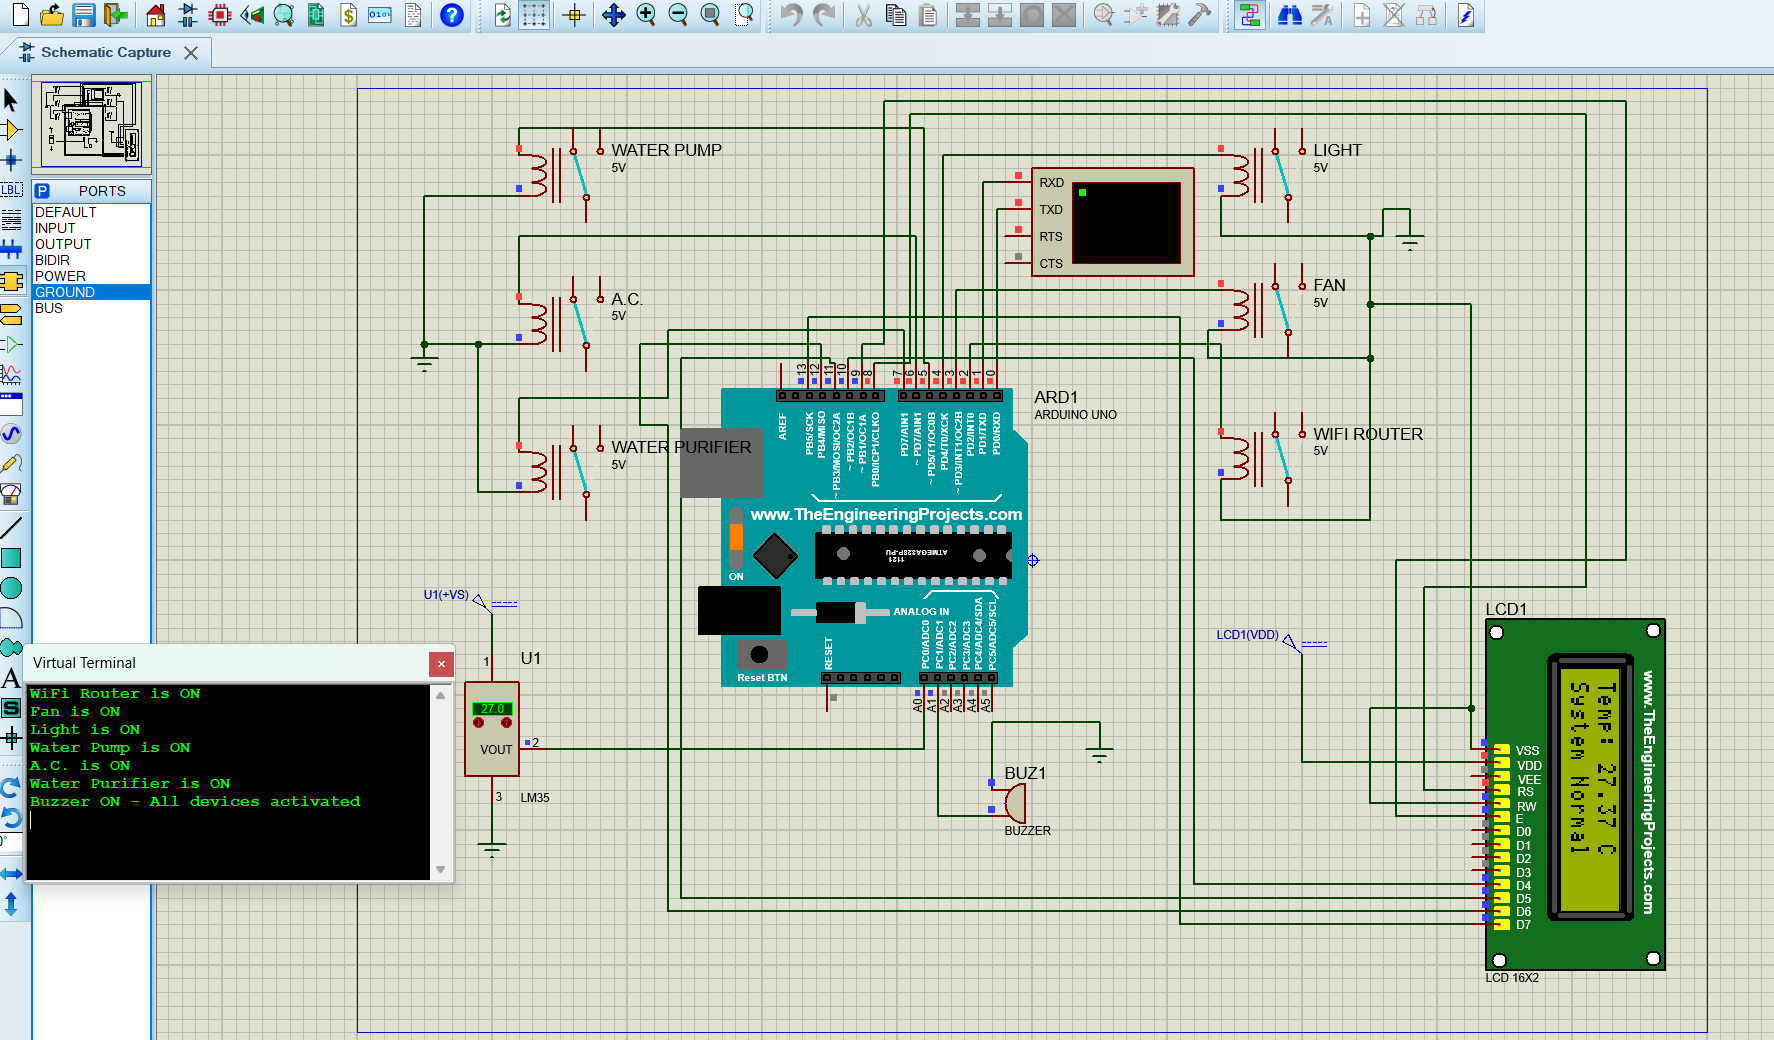 Schematic Capture
LBL
P PORTS
DEFAULT
INPUT
OUTPUT
BIDIR
POWER
GROUND
BUS
A
S
WATER PUMP
5V
A.C.
5V
WATER PURIFIER
5V
LIGHT
5V
FAN
5V
WIFI ROUTER
5V
RXD
TXD
RTS
CTS
ARD1
ARDUINO UNO
13
12
11
10
9
8
7
6
5
4
3
2
1
0
AREF
PB5/SCK
PB4/MISO
~ PB3/MOSI/OC2A
~ PB2/OC1B
~ PB1/OC1A
PB0/ICP1/CLKO
PD7/AIN1
~ PD7/AIN1
~ PD5/T1/OC0B
PD4/T0/XCK
~ PD3/INT1/OC2B
PD2/INT0
PD1/TXD
PD0/RXD
www.TheEngineeringProjects.com
ATMEGA328P-PU
1121
ON
ANALOG IN
RESET
Reset BTN
PC0/ADC0
PC1/ADC1
PC2/ADC2
PC3/ADC3
PC4/ADC4/SDA
PC5/ADC5/SCL
A0
A1
A2
A3
A4
A5
U1(+VS)
U1
1
27.0
VOUT
2
3
LM35
BUZ1
BUZZER
LCD1(VDD)
LCD1
VSS
VDD
VEE
RS
RW
E
D0
D1
D2
D3
D4
D5
D6
D7
Temp: 27.37 C
System Normal
www.TheEngineeringProjects.com
LCD 16X2
Virtual Terminal
WiFi Router is ON
Fan is ON
Light is ON
Water Pump is ON
A.C. is ON
Water Purifier is ON
Buzzer ON - All devices activated